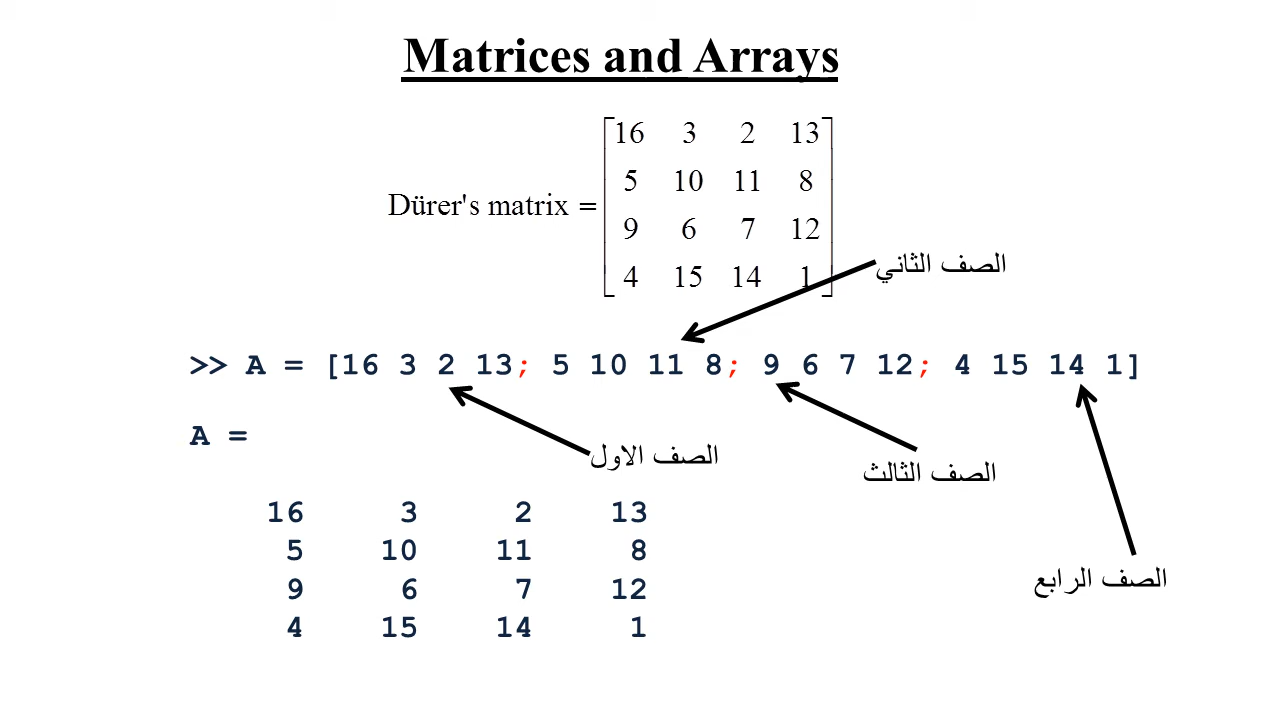 Matrices and Arrays
16 3 2 13
5 10 11 8
Dürer's matrix =
9 6 7 12
4 15 14 1
الصف الثاني
>> A = [16 3 2 13; 5 10 11 8; 9 6 7 12; 4 15 14 1]
A =
الصف الاول
الصف الثالث
16 3 2 13
5 10 11 8
9 6 7 12
4 15 14 1
الصف الرابع